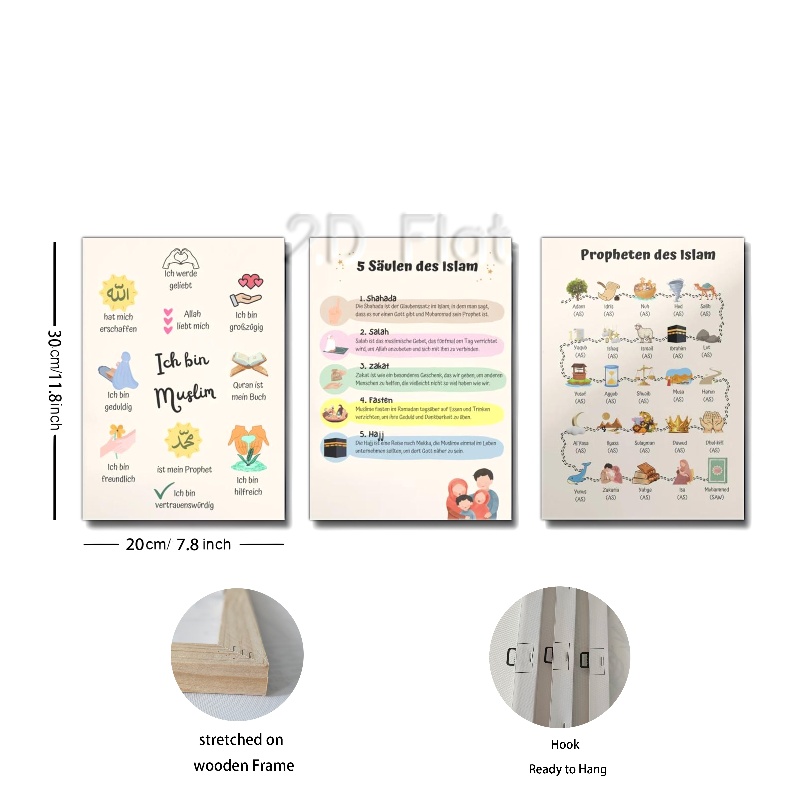 2D Flat
30cm/11.8inch
20cm/ 7.8 inch
Ich werde
geliebt
الله
hat mich
erschaffen
Allah
liebt mich
Ich bin
großzügig
Ich bin
geduldig
Ich bin
Muslim
Quran ist
mein Buch
Ich bin
freundlich
محمد
ist mein Prophet
Ich bin
hilfreich
Ich bin
vertrauenswürdig
5 Säulen des Islam
1. Shahada
Die Shahada ist der Glaubenssatz im Islam, in dem man sagt,
dass es nur einen Gott gibt und Muhammad sein Prophet ist.
2. Salah
Salah ist das muslimische Gebet, das fünfmal am Tag verrichtet
wird, um Allah anzubeten und sich mit ihm zu verbinden.
3. Zakat
Zakat ist wie ein besonderes Geschenk, das wir geben, um anderen
Menschen zu helfen, die vielleicht nicht so viel haben wie wir.
4. Fasten
Muslime fasten im Ramadan tagsüber auf Essen und Trinken
verzichten, um ihre Geduld und Dankbarkeit zu üben.
5. Hajj
Die Hajj ist eine Reise nach Mekka, die Muslime einmal im Leben
unternehmen sollten, um Gott näher zu sein.
Propheten des Islam
Adam Idris Nuh Hud Salih
(AS) (AS) (AS) (AS) (AS)
Yaqub Ishaq Ismail Ibrahim Lut
(AS) (AS) (AS) (AS) (AS)
Yusuf Ayyub Shuaib Musa Harun
(AS) (AS) (AS) (AS) (AS)
Al'Yasa Ilyas Sulayman Dawud Dhul-Kifl
(AS) (AS) (AS) (AS) (AS)
Yunus Zakaria Yahya Isa Muhammad
(AS) (AS) (AS) (AS) (SAW)
stretched on
wooden Frame
Hook
Ready to Hang